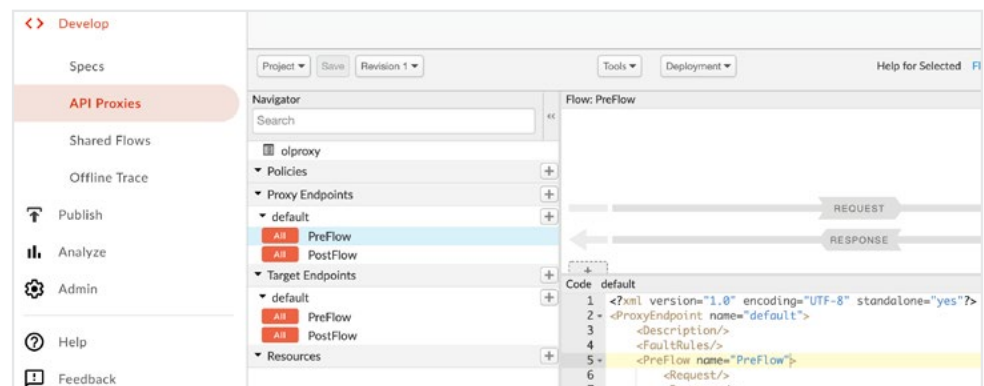 Develop
Specs
API Proxies
Shared Flows
Offline Trace
Publish
Analyze
Admin
Help
Feedback
Project Save Revision 1 Tools Deployment Help for Selected
Navigator
Search
olproxy
Policies
Proxy Endpoints
default
All PreFlow
All PostFlow
Target Endpoints
default
All PreFlow
All PostFlow
Resources
Flow: PreFlow
REQUEST
RESPONSE
Code default
1 <?xml version="1.0" encoding="UTF-8" standalone="yes"?>
2 <ProxyEndpoint name="default">
3 <Description/>
4 <FaultRules/>
5 <PreFlow name="PreFlow">
6 <Request/>